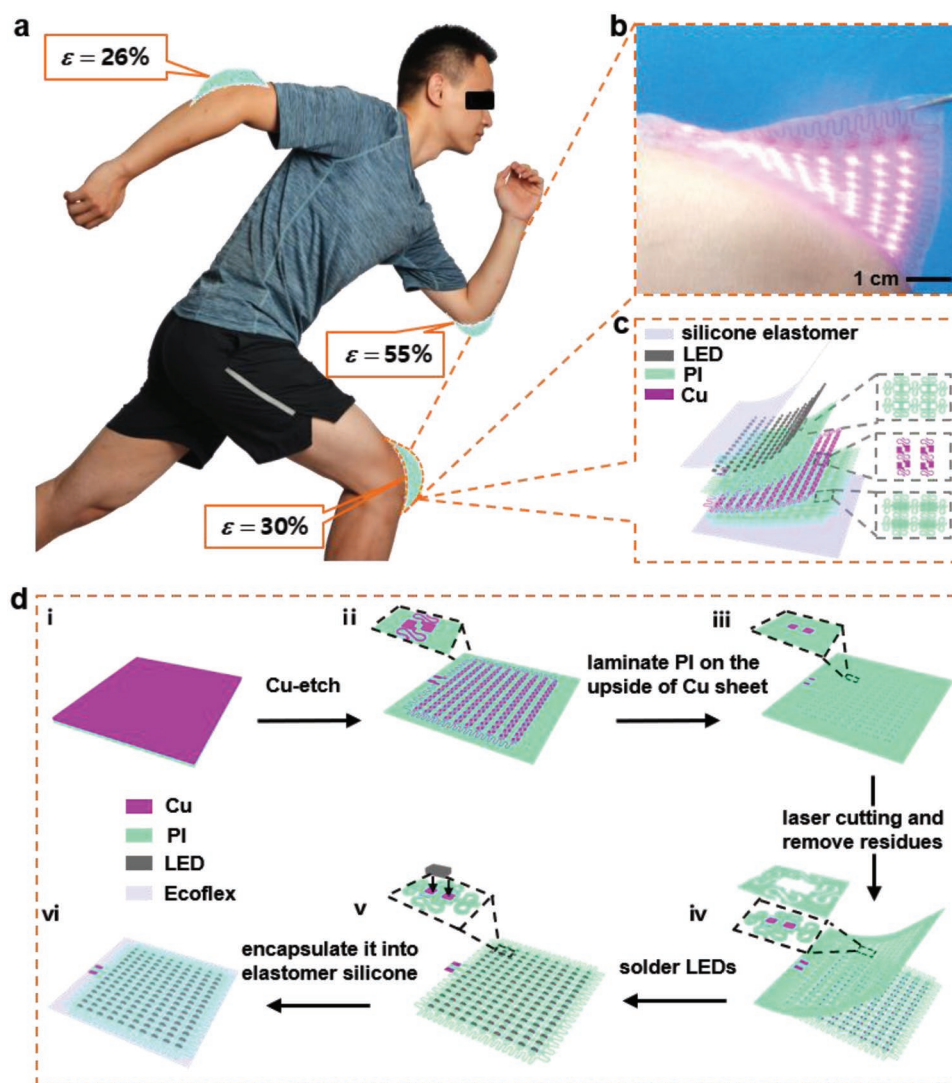 a
ε = 26%
ε = 55%
ε = 30%
b
1 cm
c
silicone elastomer
LED
PI
Cu
d
i
Cu-etch
ii
laminate PI on the
upside of Cu sheet
iii
laser cutting and
remove residues
iv
solder LEDs
v
encapsulate it into
elastomer silicone
vi
Cu
PI
LED
Ecoflex